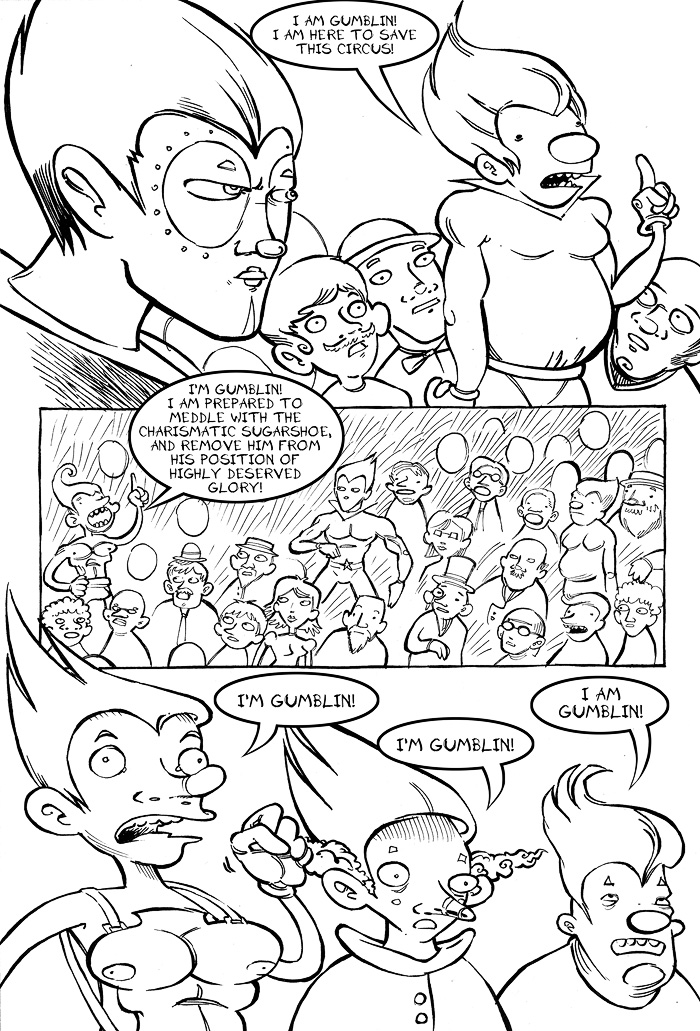 I AM GUMBLIN!
I AM HERE TO SAVE
THIS CIRCUS!
I'M GUMBLIN!
I AM PREPARED TO
MEDDLE WITH THE
CHARISMATIC SUGARSHOE,
AND REMOVE HIM FROM
HIS POSITION OF
HIGHLY DESERVED
GLORY!
I'M GUMBLIN!
I'M GUMBLIN!
I AM
GUMBLIN!